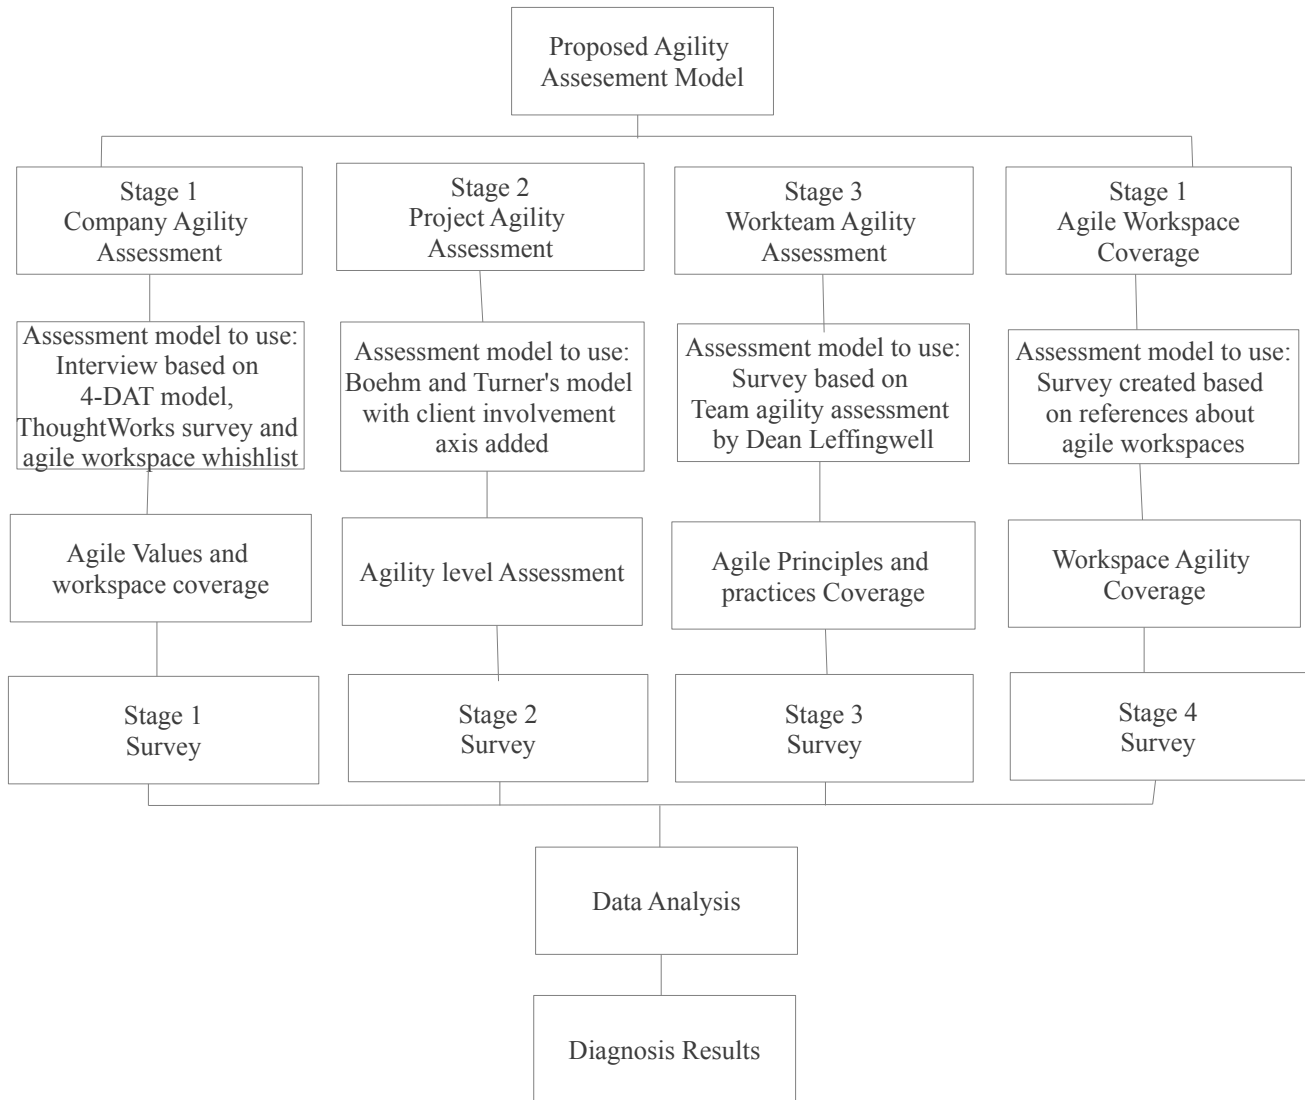 Proposed Agility
Assesement Model
Stage 1
Company Agility
Assessment
Stage 2
Project Agility
Assessment
Stage 3
Workteam Agility
Assessment
Stage 1
Agile Workspace
Coverage
Assessment model to use:
Interview based on
4-DAT model,
ThoughtWorks survey and
agile workspace whishlist
Assessment model to use:
Boehm and Turner's model
with client involvement
axis added
Assessment model to use:
Survey based on
Team agility assessment
by Dean Leffingwell
Assessment model to use:
Survey created based
on references about
agile workspaces
Agile Values and
workspace coverage
Agility level Assessment
Agile Principles and
practices Coverage
Workspace Agility
Coverage
Stage 1
Survey
Stage 2
Survey
Stage 3
Survey
Stage 4
Survey
Data Analysis
Diagnosis Results